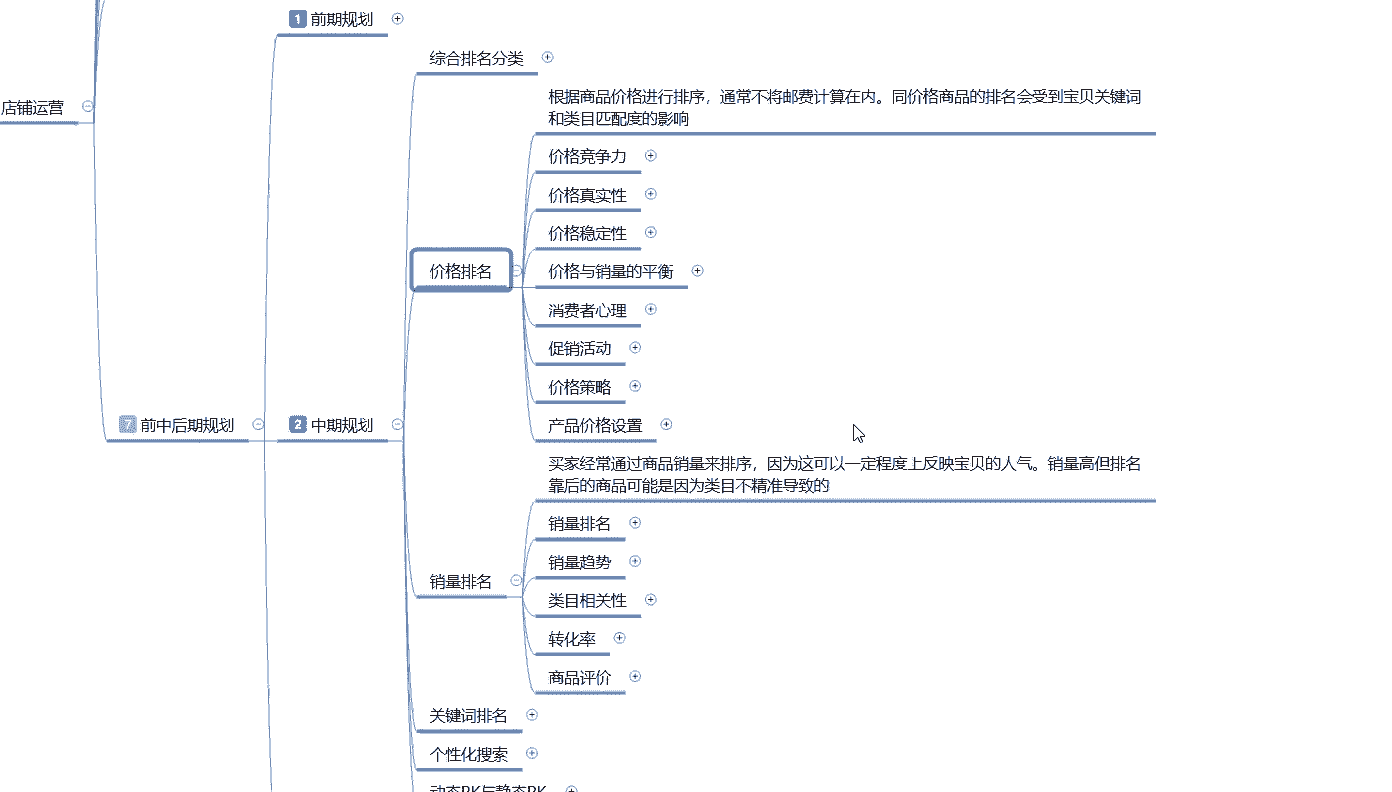 1 前期规划
综合排名分类
根据商品价格进行排序，通常不将邮费计算在内。同价格商品的排名会受到宝贝关键词
和类目匹配度的影响
店铺运营
价格竞争力
价格真实性
价格稳定性
价格排名
价格与销量的平衡
消费者心理
促销活动
价格策略
7 前中后期规划
2 中期规划
产品价格设置
买家经常通过商品销量来排序，因为这可以一定程度上反映宝贝的人气。销量高但排名
靠后的商品可能是因为类目不精准导致的
销量排名
销量趋势
销量排名
类目相关性
转化率
商品评价
关键词排名
个性化搜索
动态PK与静态PK